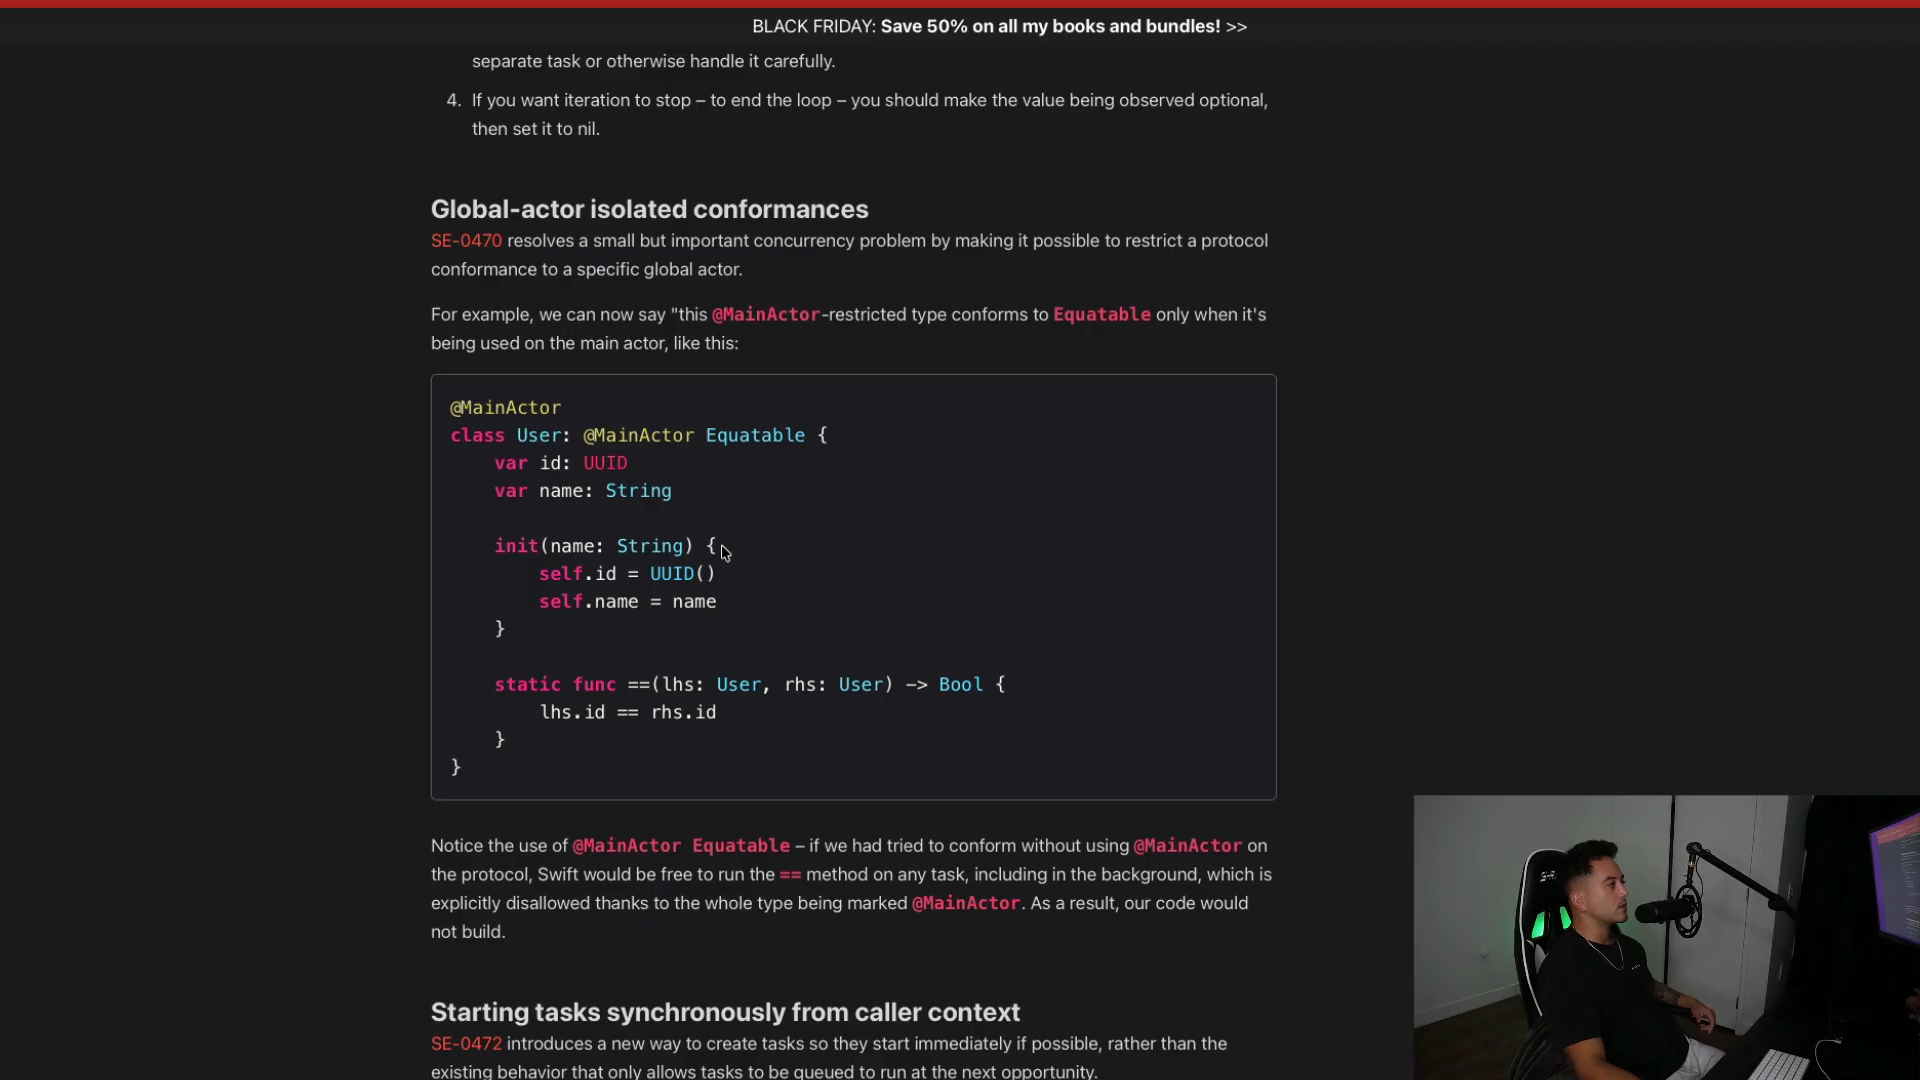 BLACK FRIDAY: Save 50% on all my books and bundles! >>
separate task or otherwise handle it carefully.
4. If you want iteration to stop – to end the loop – you should make the value being observed optional,
then set it to nil.
Global-actor isolated conformances
SE-0470 resolves a small but important concurrency problem by making it possible to restrict a protocol
conformance to a specific global actor.
For example, we can now say "this @MainActor-restricted type conforms to Equatable only when it's
being used on the main actor, like this:
@MainActor
class User: @MainActor Equatable {
    var id: UUID
    var name: String
    init(name: String) {
        self.id = UUID()
        self.name = name
    }
    static func ==(lhs: User, rhs: User) -> Bool {
        lhs.id == rhs.id
    }
}
Notice the use of @MainActor Equatable – if we had tried to conform without using @MainActor on
the protocol, Swift would be free to run the == method on any task, including in the background, which is
explicitly disallowed thanks to the whole type being marked @MainActor. As a result, our code would
not build.
Starting tasks synchronously from caller context
SE-0472 introduces a new way to create tasks so they start immediately if possible, rather than the
existing behavior that only allows tasks to be queued to run at the next opportunity.